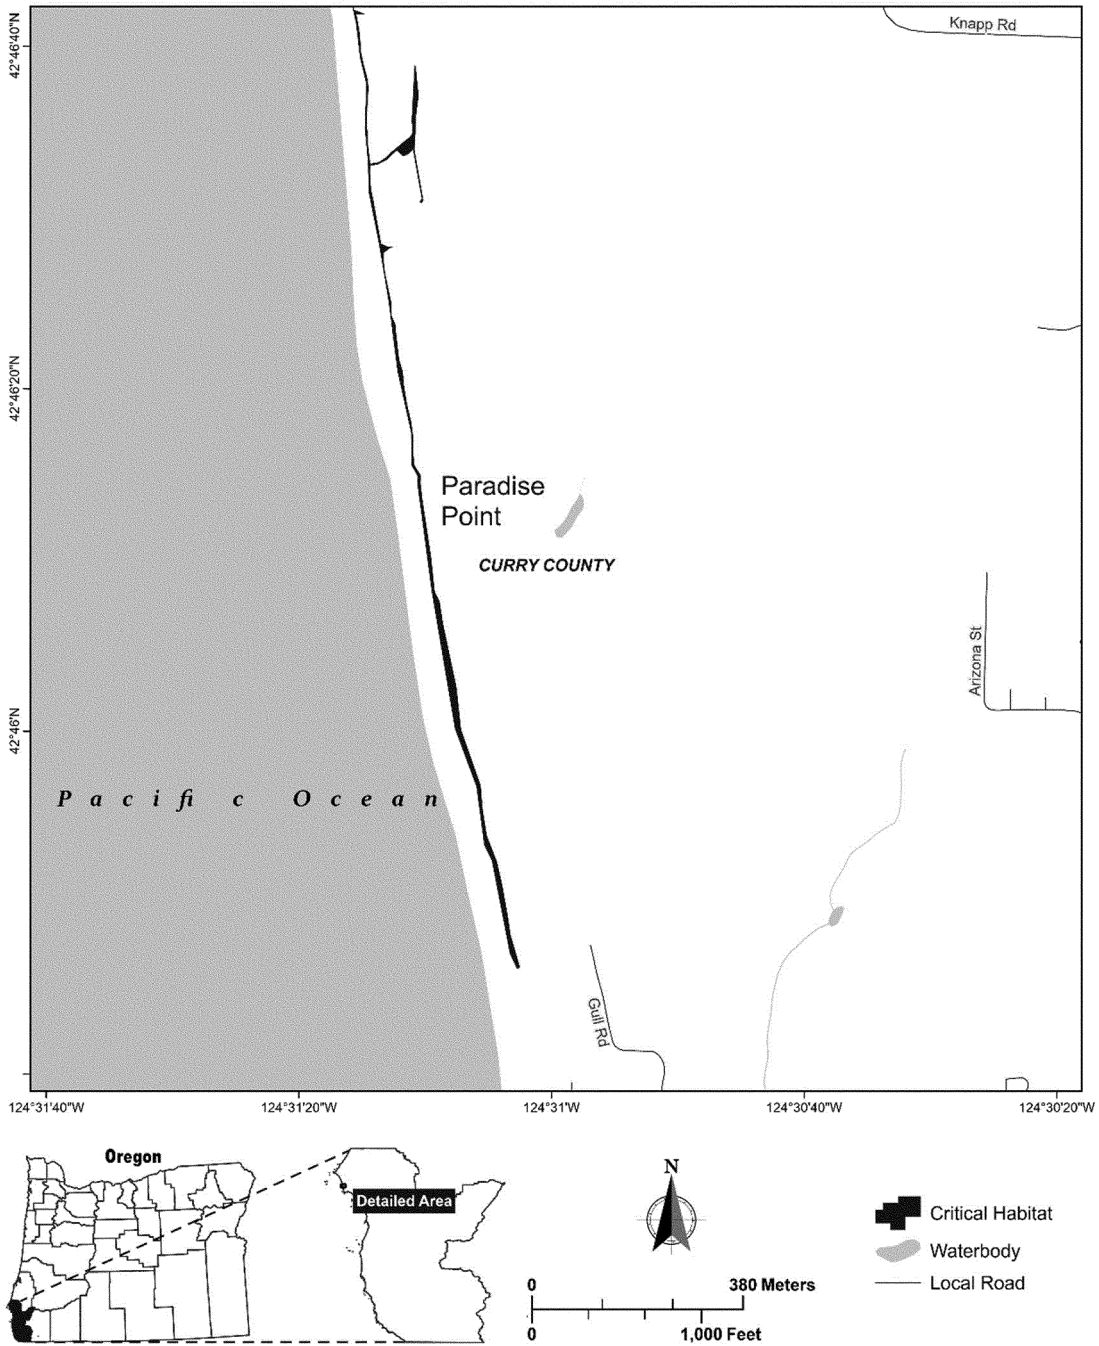 Knapp Rd
42°46'40"N
42°46'20"N
Paradise
Point
CURRY COUNTY
Arizona St
42°46'N
Pacific Ocean
Gull Rd
124°31'40"W
124°31'20"W
124°31'W
124°30'40"W
124°30'20"W
Oregon
Detailed Area
N
Critical Habitat
Waterbody
Local Road
0
380 Meters
0
1,000 Feet